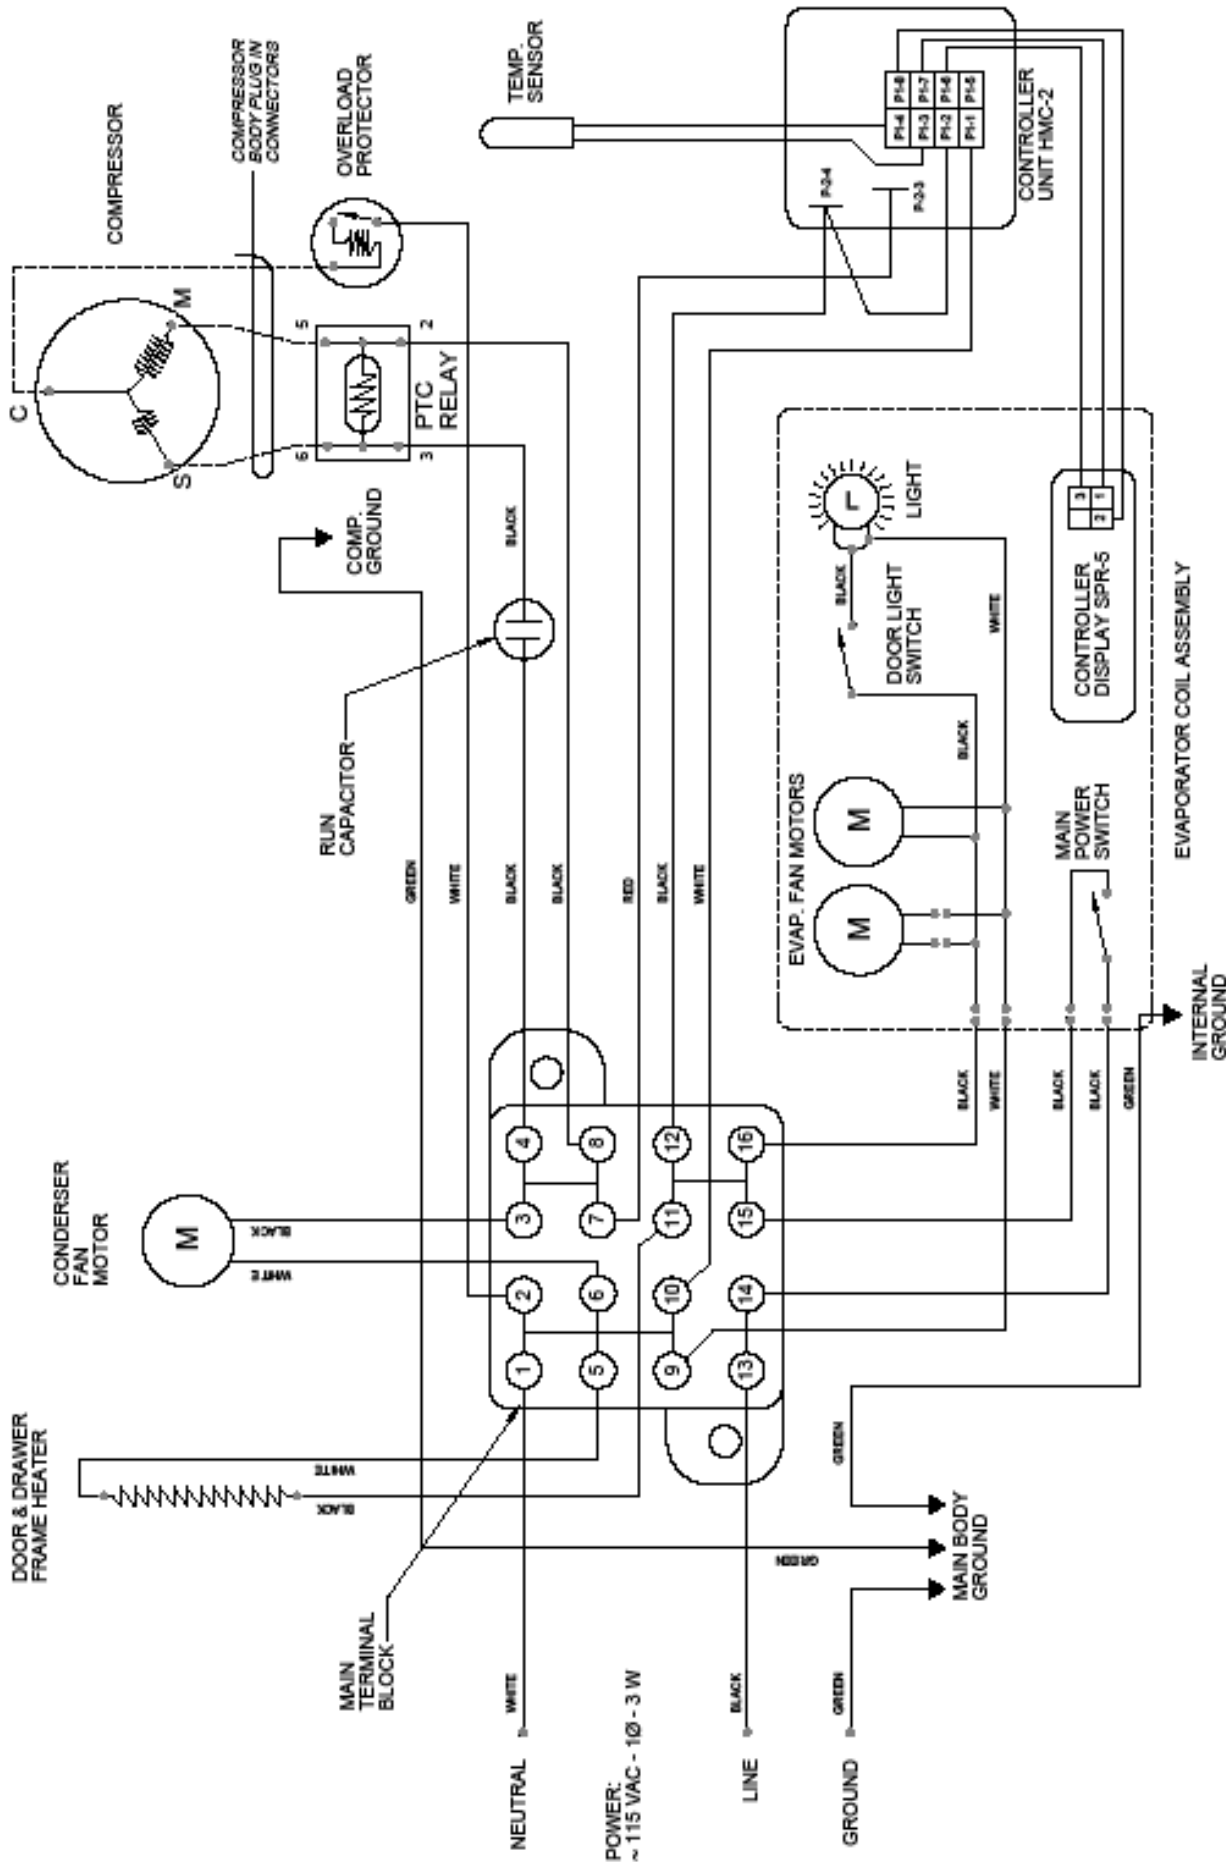 COMPRESSOR
COMPRESSOR
BODY PLUG IN
CONNECTORS
OVERLOAD
PROTECTOR
C
M
S
5
2
6
3
PTC
RELAY
TEMP.
SENSOR
P1-8
P1-7
P1-6
P1-5
P1-4
P1-3
P1-2
P1-1
P-2-4
P-2-3
CONTROLLER
UNIT HMC-2
COMP.
GROUND
BLACK
RUN
CAPACITOR
GREEN
WHITE
BLACK
BLACK
RED
BLACK
WHITE
L
LIGHT
BLACK
DOOR LIGHT
SWITCH
WHITE
BLACK
3
1
2
CONTROLLER
DISPLAY SPR-5
EVAP. FAN MOTORS
M
M
MAIN
POWER
SWITCH
EVAPORATOR COIL ASSEMBLY
BLACK
WHITE
BLACK
BLACK
GREEN
INTERNAL
GROUND
CONDERSER
FAN
MOTOR
M
BLACK
WHITE
4
8
12
16
3
7
11
15
2
6
10
14
1
5
9
13
DOOR & DRAWER
FRAME HEATER
WHITE
BLACK
MAIN
TERMINAL
BLOCK
GREEN
GREEN
MAIN BODY
GROUND
WHITE
BLACK
GREEN
NEUTRAL
POWER:
~ 115 VAC - 1Ø - 3 W
LINE
GROUND